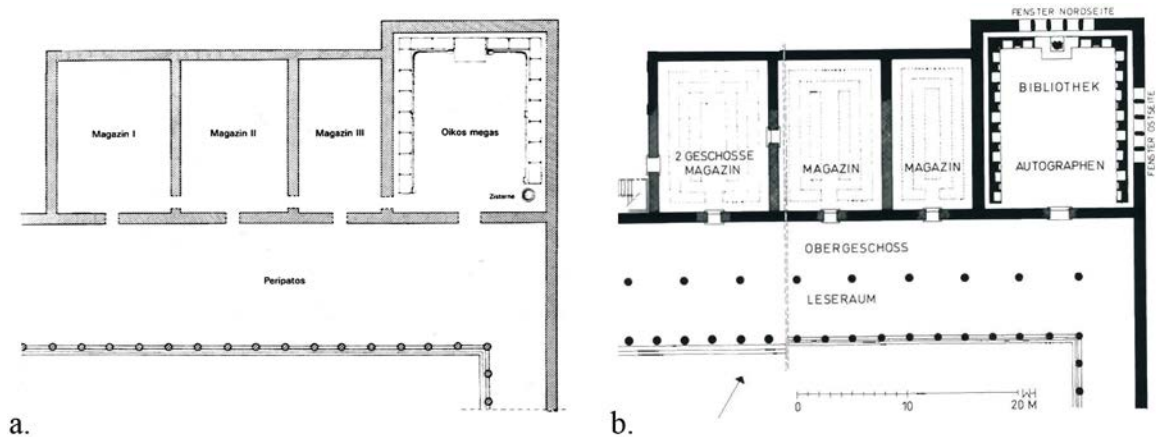 Magazin I
Magazin II
Magazin III
Oikos megas
Zisterne
Peripatos
a.
FENSTER NORDSEITE
BIBLIOTHEK
AUTOGRAPHEN
FENSTER OSTSEITE
2 GESCHOSSE
MAGAZIN
MAGAZIN
MAGAZIN
OBERGESCHOSS
LESERAUM
0
10
20 M
WH
b.